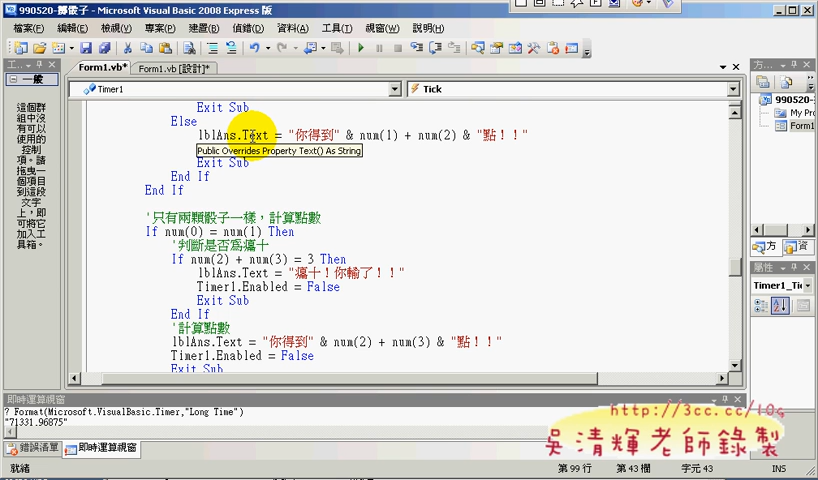 990520-擲骰子 - Microsoft Visual Basic 2008 Express 版
檔案(F) 編輯(E) 檢視(V) 專案(P) 建置(B) 偵錯(D) 資料(A) 工具(T) 視窗(W) 說明(H)
工...
一般
這個群
組中沒
有可以
使用的
控制
項。請
拖曳一
個項目
到這段
文字
上，即
可將它
加入工
具箱。
Form1.vb* Form1.vb [設計]*
Timer1 Tick
Exit Sub
Else
lblAns.Text = "你得到" & num(1) + num(2) & "點！！"
Public Overrides Property Text() As String
Exit Sub
End If
End If
'只有兩顆骰子一樣，計算點數
If num(0) = num(1) Then
'判斷是否為癟十
If num(2) + num(3) = 3 Then
lblAns.Text = "癟十！你輸了！！"
Timer1.Enabled = False
Exit Sub
End If
'計算點數
lblAns.Text = "你得到" & num(2) + num(3) & "點！！"
Timer1.Enabled = False
Exit Sub
方...
990520-
My Pro
Form1
方 資
屬性
Timer1_Tic
即時運算視窗
? Format(Microsoft.VisualBasic.Timer,"Long Time")
"71331.96875"
錯誤清單 即時運算視窗
http://3cc.cc/10g
吳清輝老師錄製
就緒 第 99 行 第 43 欄 字元 43 INS